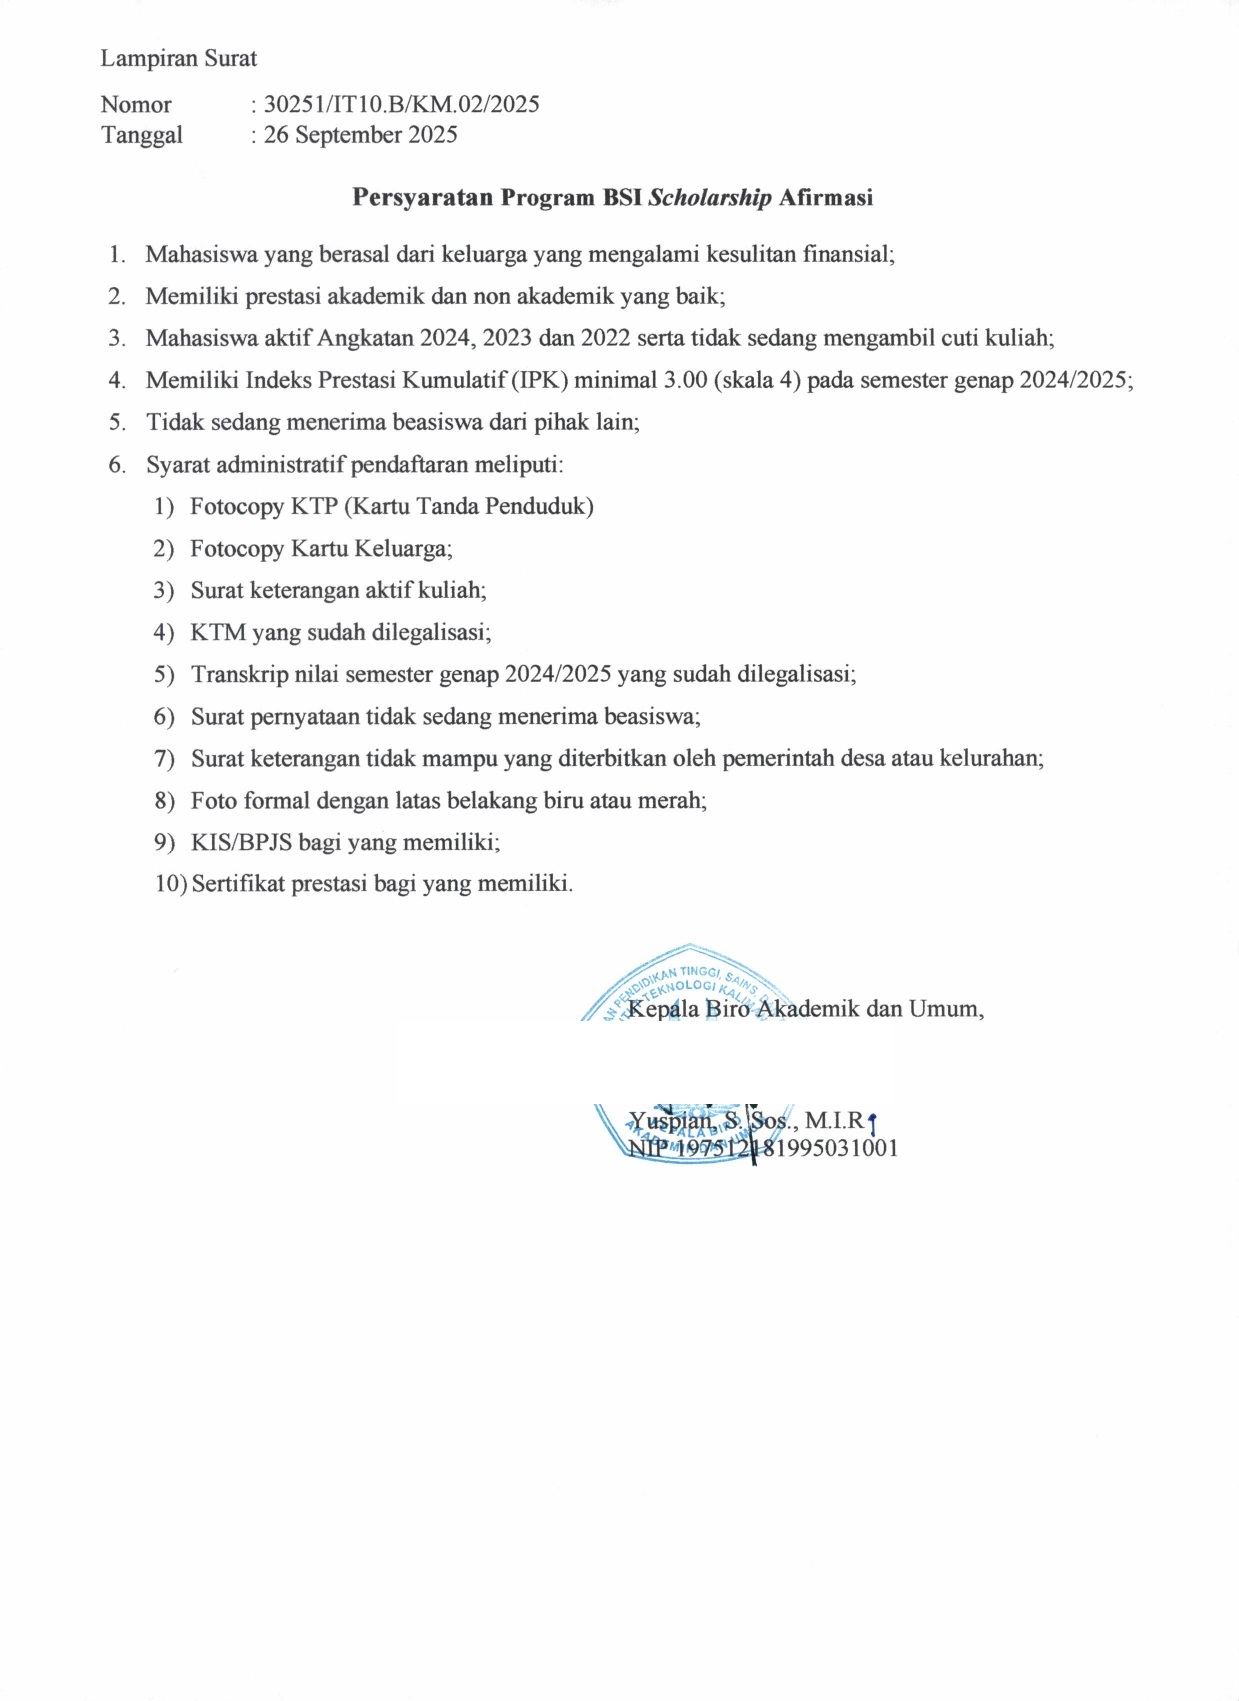 Lampiran Surat
Nomor : 30251/IT10.B/KM.02/2025
Tanggal : 26 September 2025
Persyaratan Program BSI Scholarship Afirmasi
1. Mahasiswa yang berasal dari keluarga yang mengalami kesulitan finansial;
2. Memiliki prestasi akademik dan non akademik yang baik;
3. Mahasiswa aktif Angkatan 2024, 2023 dan 2022 serta tidak sedang mengambil cuti kuliah;
4. Memiliki Indeks Prestasi Kumulatif (IPK) minimal 3.00 (skala 4) pada semester genap 2024/2025;
5. Tidak sedang menerima beasiswa dari pihak lain;
6. Syarat administratif pendaftaran meliputi:
1) Fotocopy KTP (Kartu Tanda Penduduk)
2) Fotocopy Kartu Keluarga;
3) Surat keterangan aktif kuliah;
4) KTM yang sudah dilegalisasi;
5) Transkrip nilai semester genap 2024/2025 yang sudah dilegalisasi;
6) Surat pernyataan tidak sedang menerima beasiswa;
7) Surat keterangan tidak mampu yang diterbitkan oleh pemerintah desa atau kelurahan;
8) Foto formal dengan latas belakang biru atau merah;
9) KIS/BPJS bagi yang memiliki;
10) Sertifikat prestasi bagi yang memiliki.
PENDIDIKAN TINGGI, SAINS,
TEKNOLOGI
Kepala Biro Akademik dan Umum,
Yuspian, S. Sos., M.I.R
NIP 197512181995031001
KEPALA BIRO
AKADEMIK DAN UMUM